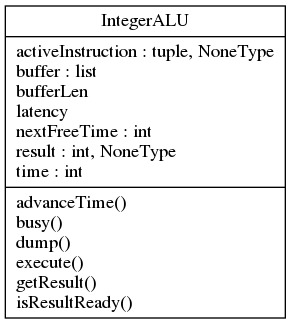 IntegerALU
activeInstruction : tuple, NoneType
buffer : list
bufferLen
latency
nextFreeTime : int
result : int, NoneType
time : int
advanceTime()
busy()
dump()
execute()
getResult()
isResultReady()